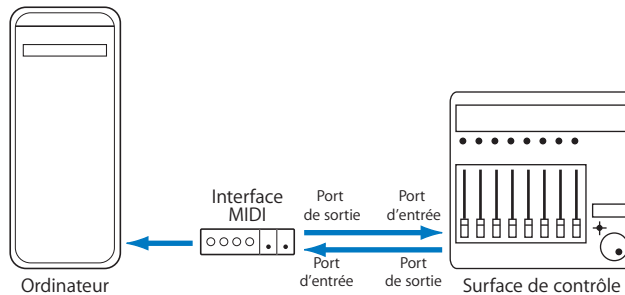 Interface
MIDI
Port
de sortie
Port
d’entrée
Port
d’entrée
Port
de sortie
Ordinateur
Surface de contrôle